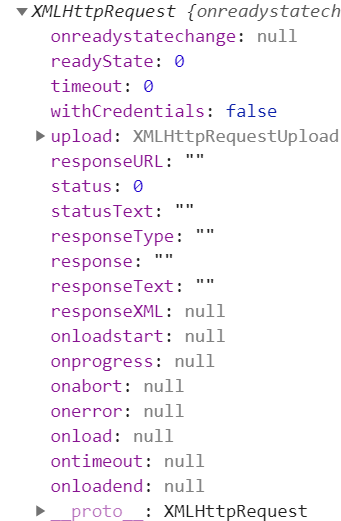 ▼XMLHttpRequest {onreadystatech
onreadystatechange: null
readyState: 0
timeout: 0
withCredentials: false
▶upload: XMLHttpRequestUpload
responseURL: ""
status: 0
statusText: ""
responseType: ""
response: ""
responseText: ""
responseXML: null
onloadstart: null
onprogress: null
onabort: null
onerror: null
onload: null
ontimeout: null
onloadend: null
▶__proto__: XMLHttpRequest